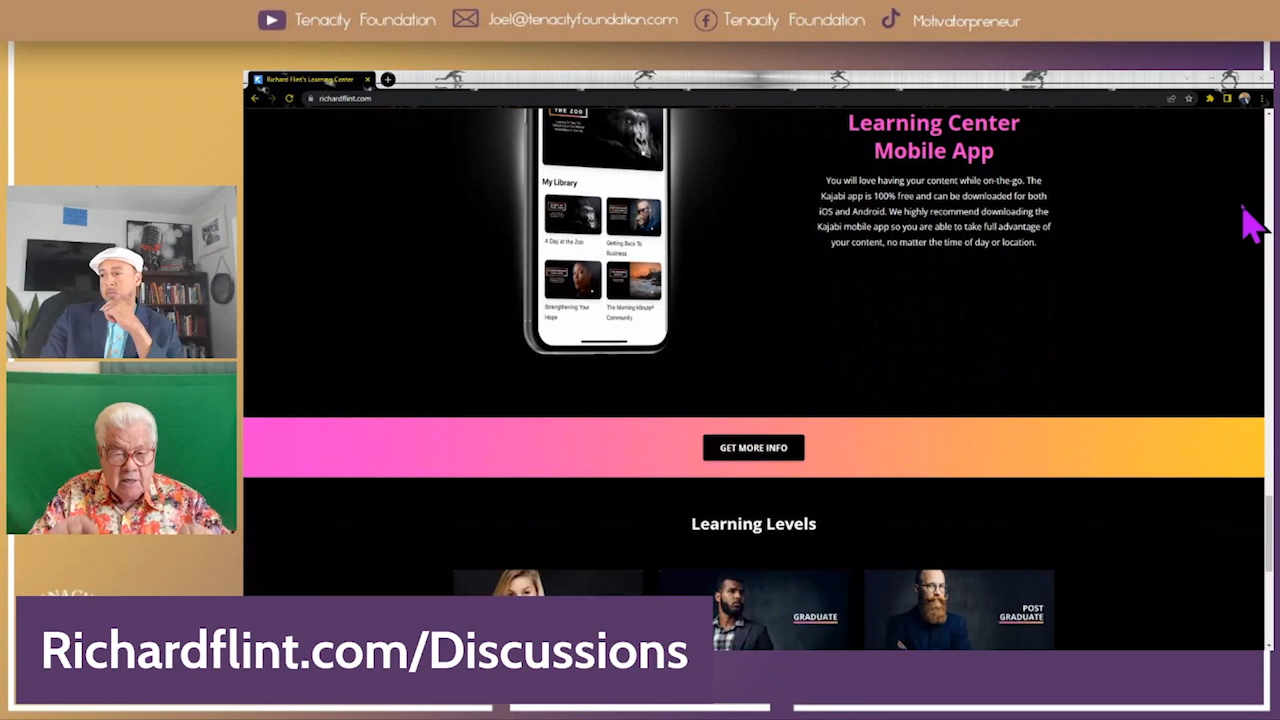 Tenacity Foundation
Joel@tenacityfoundation.com
Tenacity Foundation
Motivatorpreneur
Richard Flint's Learning Center
richardflint.com
THE ZOO
My Library
A Day at the Zoo
Getting Back To
Business
Strengthening Your
Hope
The Morning Minute®
Community
Learning Center
Mobile App
You will love having your content while on-the-go. The
Kajabi app is 100% free and can be downloaded for both
iOS and Android. We highly recommend downloading the
Kajabi mobile app so you are able to take full advantage of
your content, no matter the time of day or location.
GET MORE INFO
Learning Levels
GRADUATE
POST
GRADUATE
Richardflint.com/Discussions